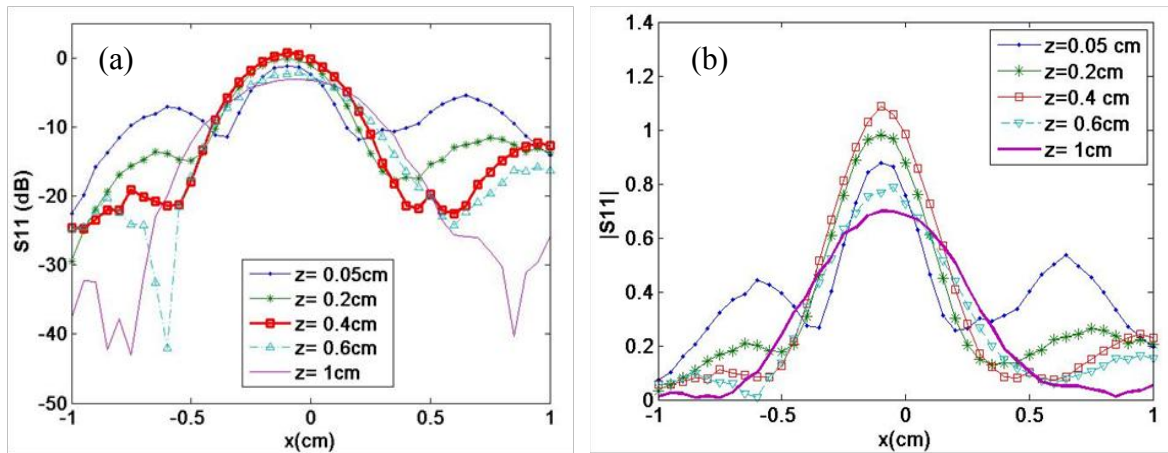 (a)
S11 (dB)
0
-10
-20
-30
-40
-50
-1
-0.5
0
0.5
1
x(cm)
z= 0.05cm
z= 0.2cm
z= 0.4cm
z= 0.6cm
z= 1cm
(b)
|S11|
1.4
1.2
1
0.8
0.6
0.4
0.2
0
-1
-0.5
0
0.5
1
x(cm)
z=0.05 cm
z=0.2cm
z=0.4 cm
z= 0.6cm
z= 1cm